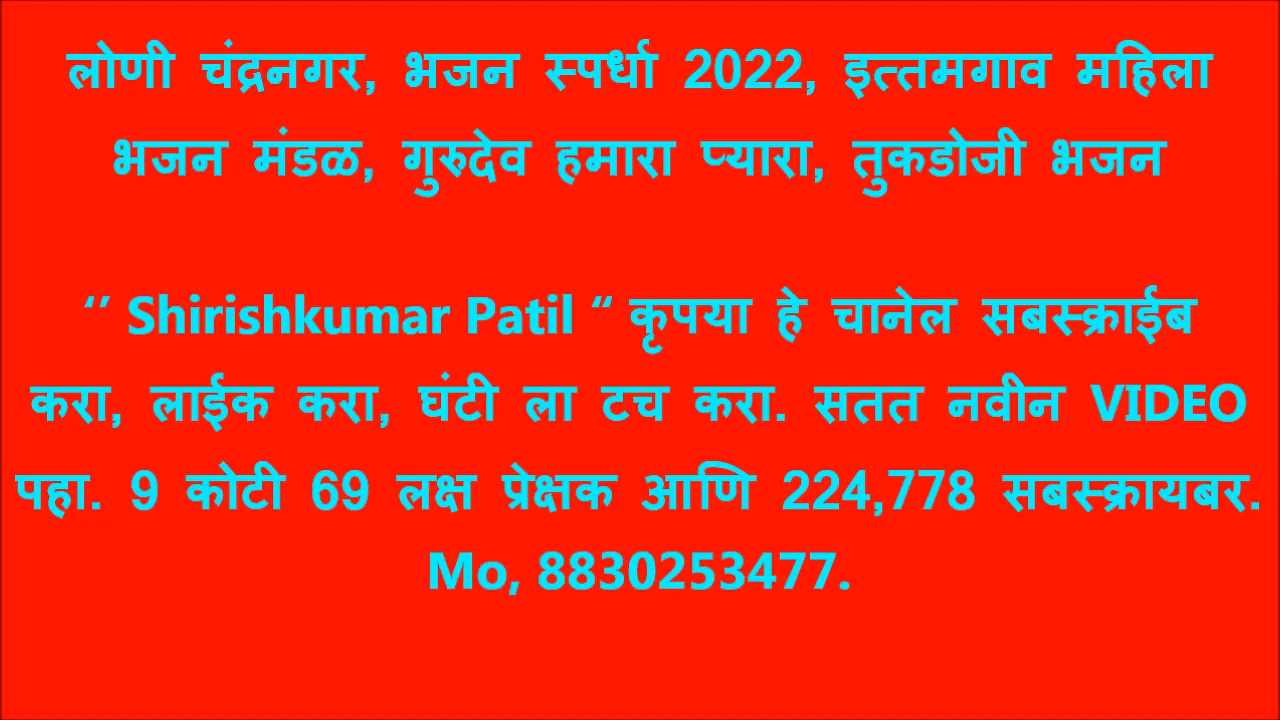 लोणी चंद्रनगर, भजन स्पर्धा 2022, इत्तमगाव महिला
भजन मंडळ, गुरुदेव हमारा प्यारा, तुकडोजी भजन
‘’ Shirishkumar Patil “ कृपया हे चानेल सबस्क्राईब
करा, लाईक करा, घंटी ला टच करा. सतत नवीन VIDEO
पहा. 9 कोटी 69 लक्ष प्रेक्षक आणि 224,778 सबस्क्रायबर.
Mo, 8830253477.